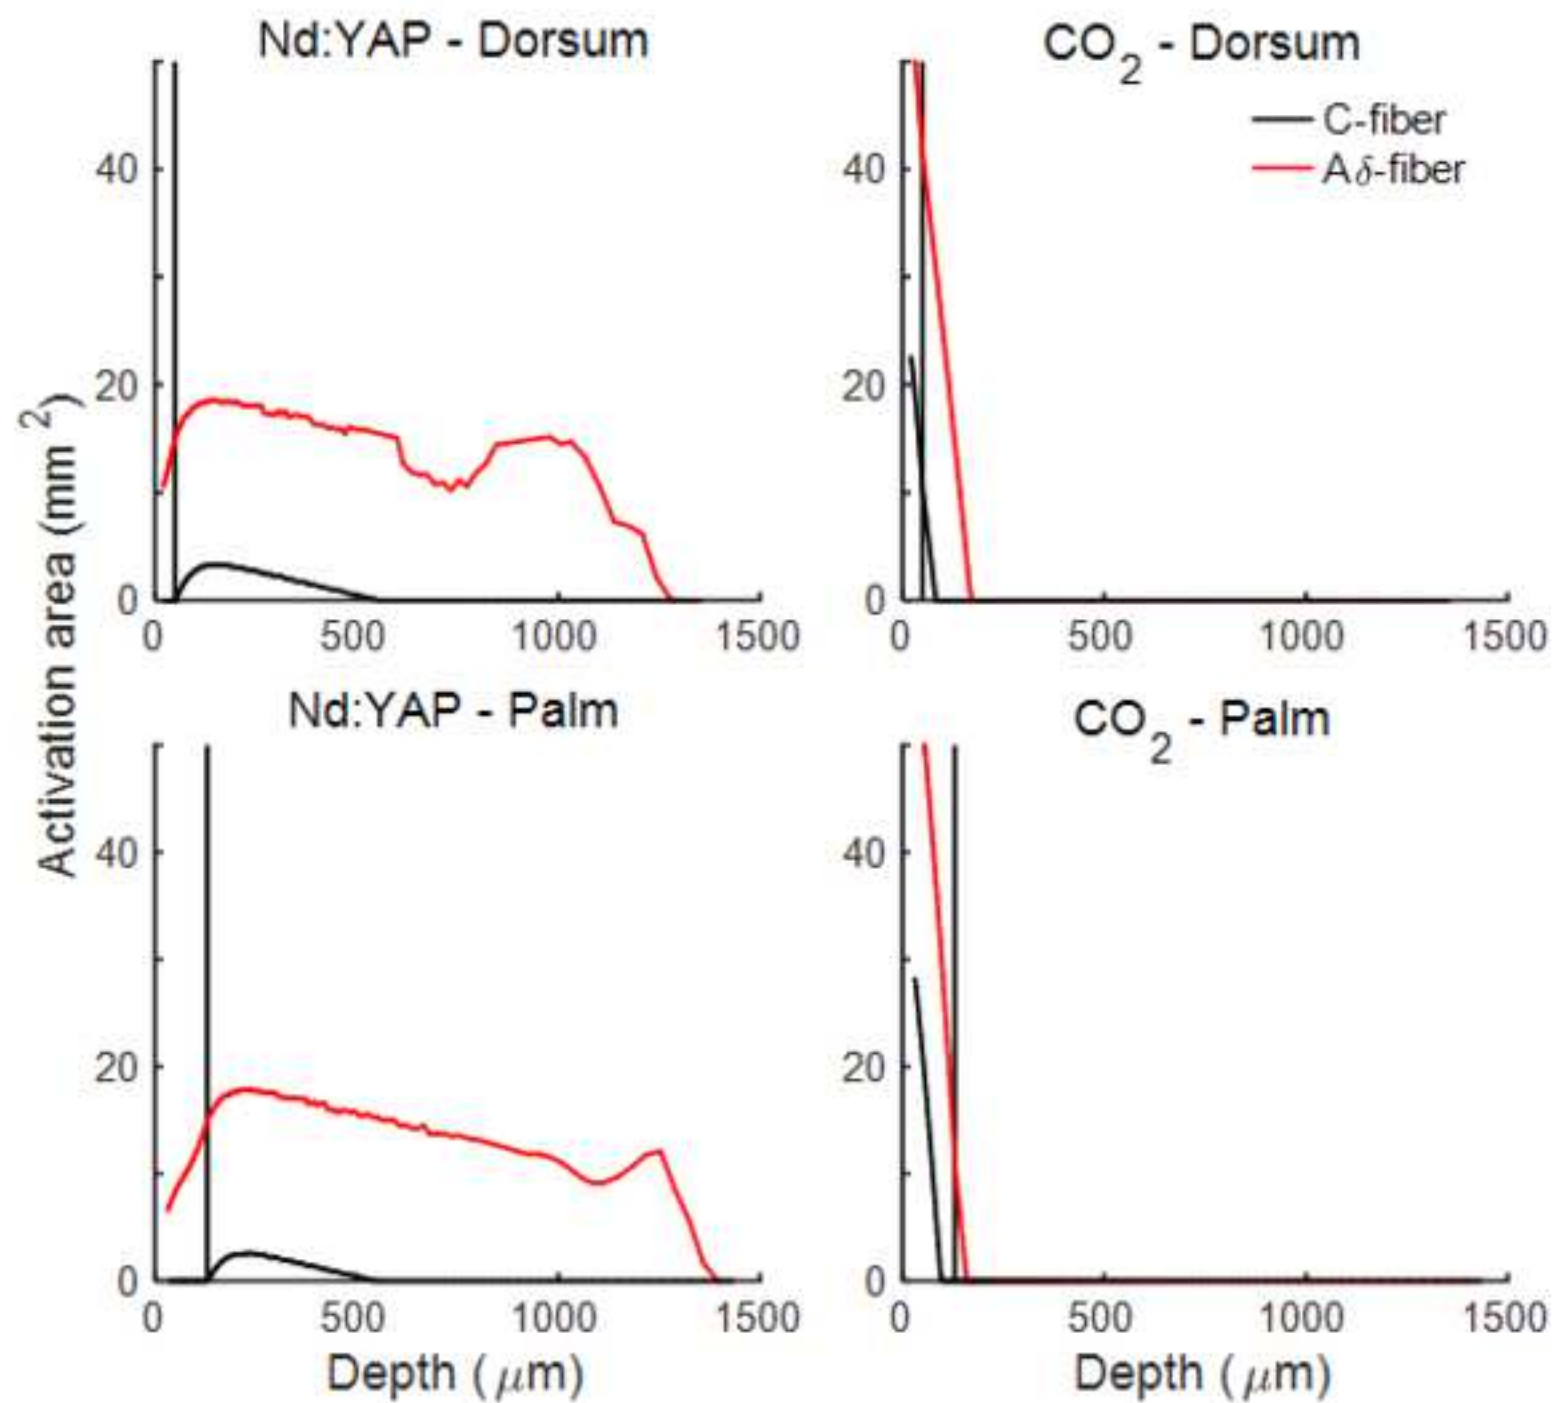 Nd:YAP - Dorsum
CO2 - Dorsum
C-fiber
Aδ-fiber
40
20
0
0 500 1000 1500
40
20
0
0 500 1000 1500
Activation area (mm 2)
Nd:YAP - Palm
CO2 - Palm
40
20
0
0 500 1000 1500
Depth ( μm)
40
20
0
0 500 1000 1500
Depth ( μm)